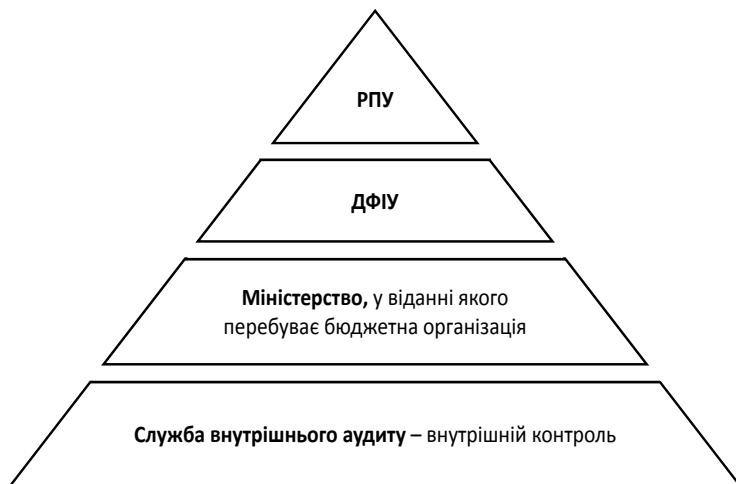 РПУ
ДФІУ
Міністерство, у віданні якого
перебуває бюджетна організація
Служба внутрішнього аудиту – внутрішній контроль